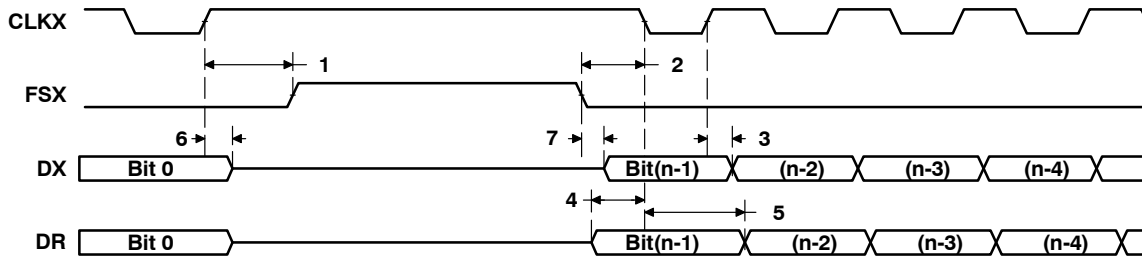 CLKX
1
2
FSX
6
7
3
DX
Bit 0
Bit(n-1)
(n-2)
(n-3)
(n-4)
4
5
DR
Bit 0
Bit(n-1)
(n-2)
(n-3)
(n-4)